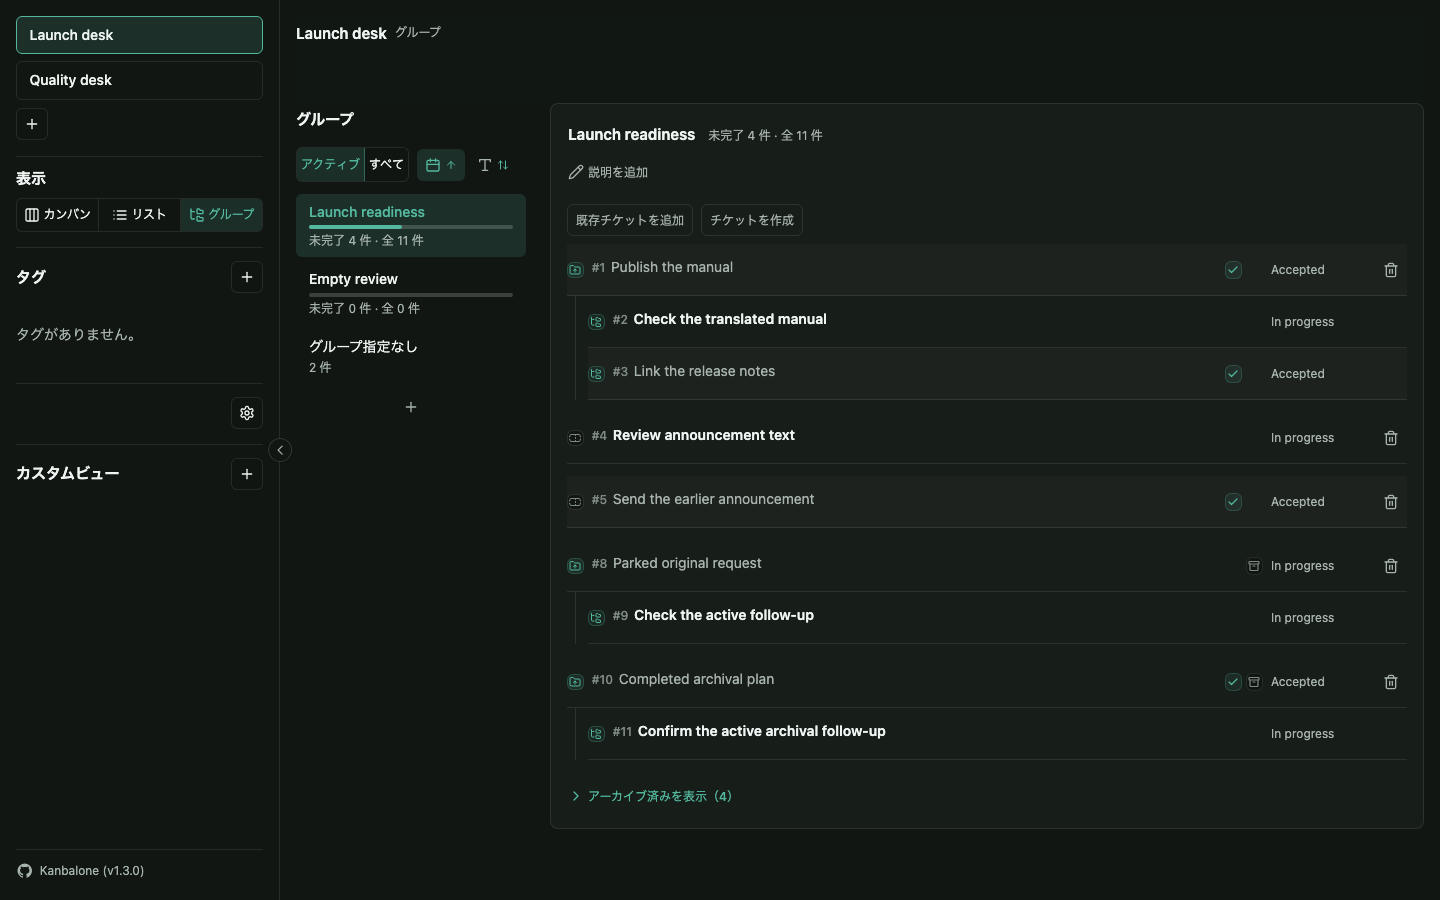 Launch desk
Quality desk
表示
カンバン
リスト
グループ
タグ
タグがありません。
カスタムビュー
Kanbalone (v1.3.0)
Launch desk グループ
グループ
アクティブ すべて
Launch readiness
未完了 4 件 · 全 11 件
Empty review
未完了 0 件 · 全 0 件
グループ指定なし
2 件
Launch readiness 未完了 4 件 · 全 11 件
説明を追加
既存チケットを追加 チケットを作成
#1 Publish the manual Accepted
#2 Check the translated manual In progress
#3 Link the release notes Accepted
#4 Review announcement text In progress
#5 Send the earlier announcement Accepted
#8 Parked original request In progress
#9 Check the active follow-up In progress
#10 Completed archival plan Accepted
#11 Confirm the active archival follow-up In progress
アーカイブ済みを表示（4）